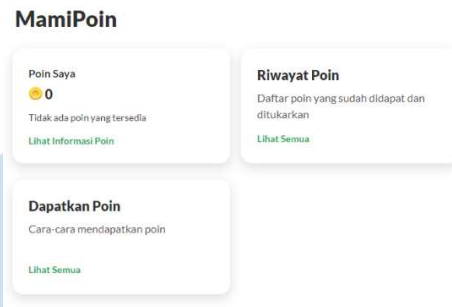 MamiPoin
Poin Saya
0
Tidak ada poin yang tersedia
Lihat Informasi Poin
Riwayat Poin
Daftar poin yang sudah didapat dan
ditukarkan
Lihat Semua
Dapatkan Poin
Cara-cara mendapatkan poin
Lihat Semua